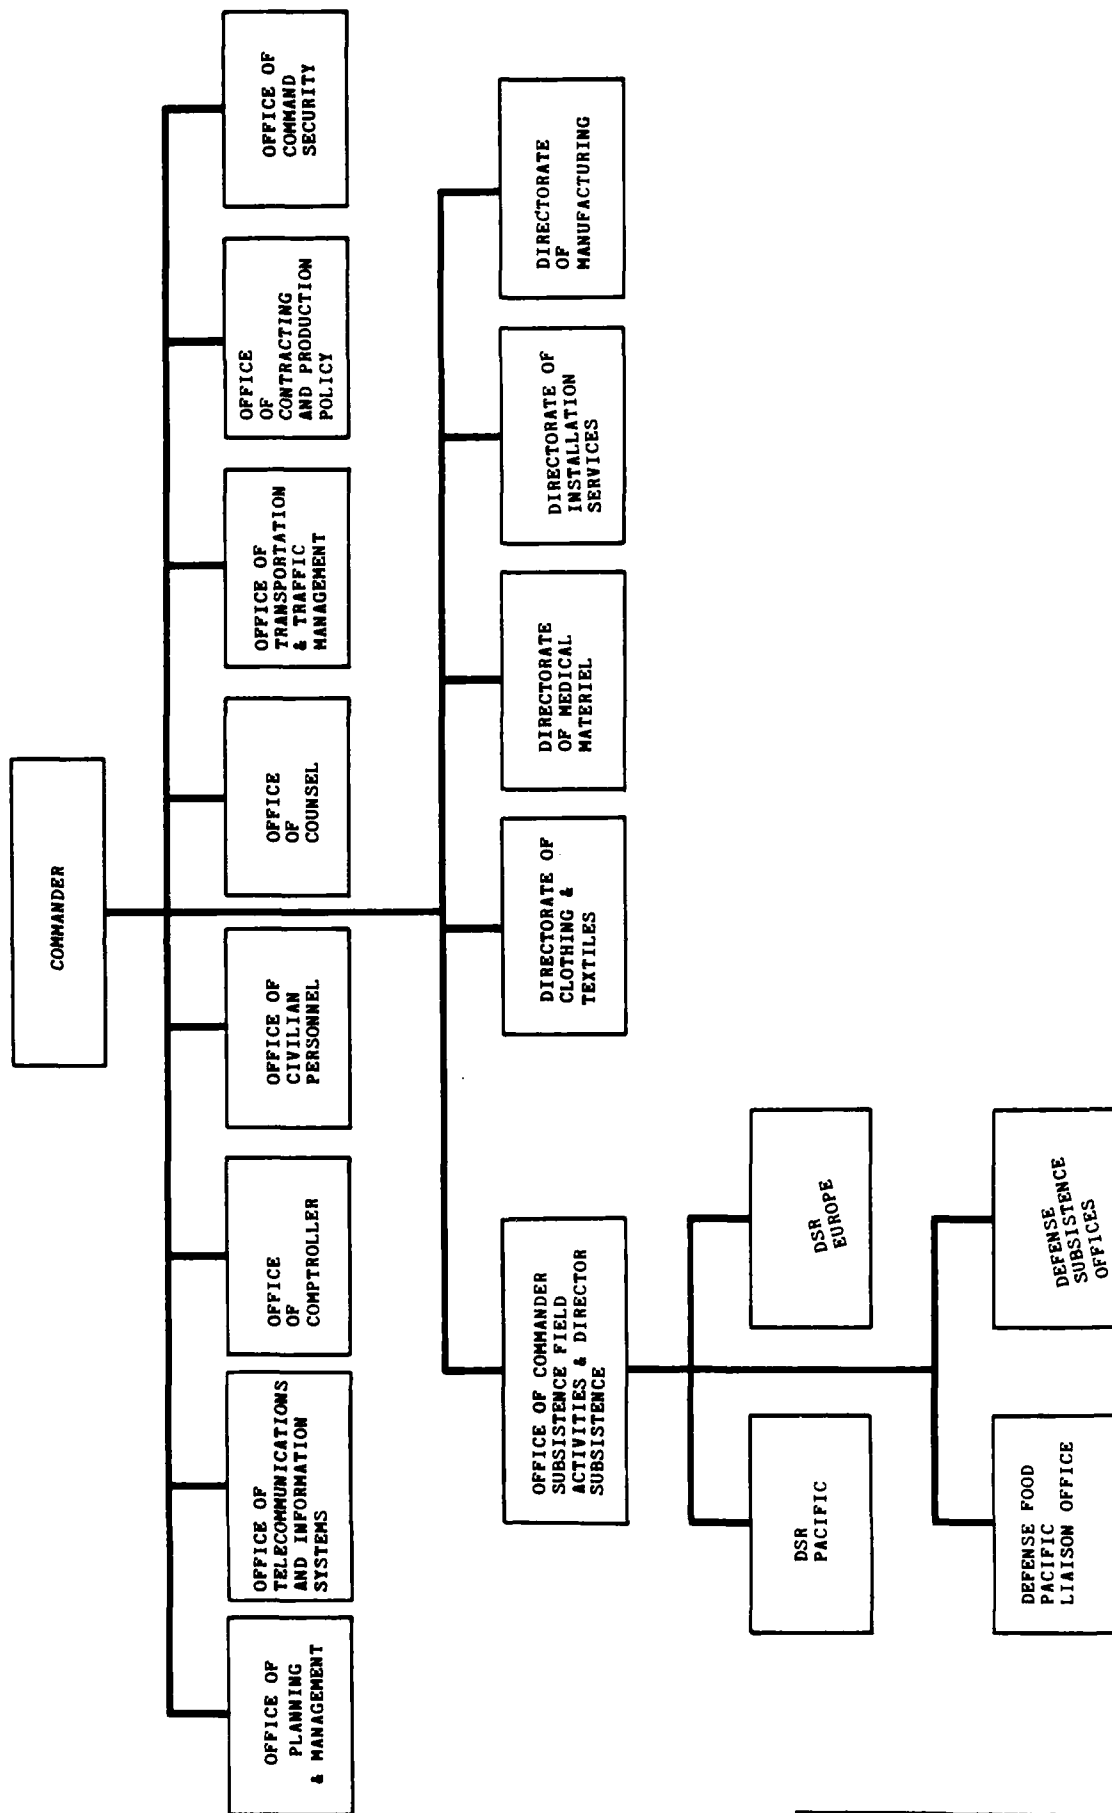 COMMANDER
OFFICE OF
PLANNING
& MANAGEMENT
OFFICE OF
TELECOMMUNICATIONS
AND INFORMATION
SYSTEMS
OFFICE
OF
COMPTROLLER
OFFICE OF
CIVILIAN
PERSONNEL
OFFICE
OF
COUNSEL
OFFICE OF
TRANSPORTATION
& TRAFFIC
MANAGEMENT
OFFICE
OF
CONTRACTING
AND PRODUCTION
POLICY
OFFICE OF
COMMAND
SECURITY
OFFICE OF COMMANDER
SUBSISTENCE FIELD
ACTIVITIES & DIRECTOR
SUBSISTENCE
DIRECTORATE OF
CLOTHING &
TEXTILES
DIRECTORATE
OF MEDICAL
MATERIEL
DIRECTORATE OF
INSTALLATION
SERVICES
DIRECTORATE
OF
MANUFACTURING
DSR
PACIFIC
DSR
EUROPE
DEFENSE FOOD
PACIFIC
LIAISON OFFICE
DEFENSE
SUBSISTENCE
OFFICES